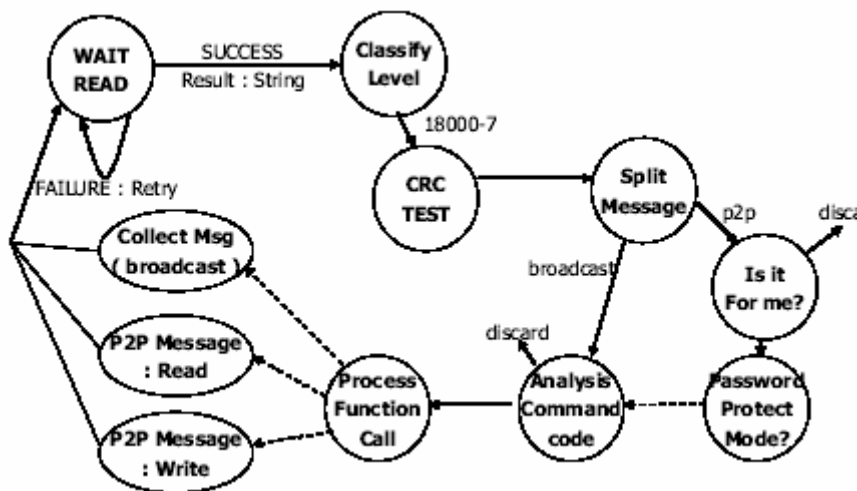 WAIT
READ
SUCCESS
Result : String
Classify
Level
18000-7
FAILURE : Retry
CRC
TEST
Split
Message
p2p
Collect Msg
( broadcast )
broadcast
Is it
For me?
discard
P2P Message
: Read
Process
Function
Call
Analysis
Command
code
Password
Protect
Mode?
P2P Message
: Write